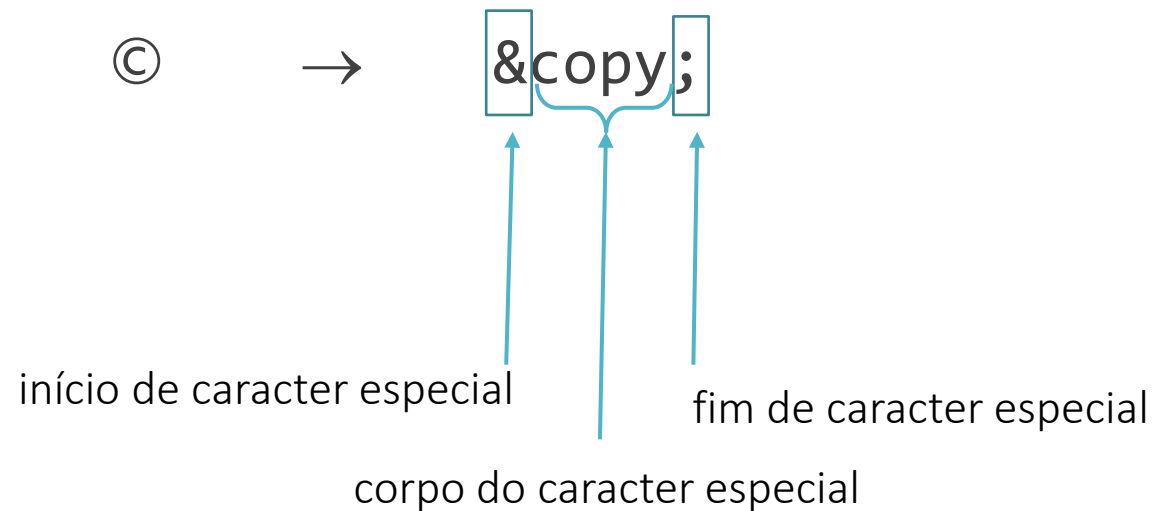 © → &copy;
início de caracter especial
fim de caracter especial
corpo do caracter especial